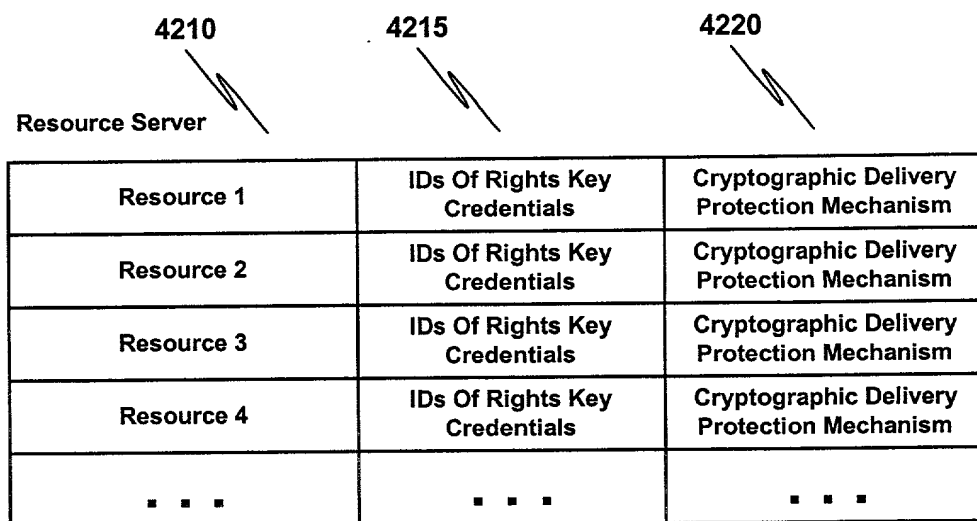 4210 4215 4220
Resource Server
Resource 1
IDs Of Rights Key
Credentials
Cryptographic Delivery
Protection Mechanism
Resource 2
IDs Of Rights Key
Credentials
Cryptographic Delivery
Protection Mechanism
Resource 3
IDs Of Rights Key
Credentials
Cryptographic Delivery
Protection Mechanism
Resource 4
IDs Of Rights Key
Credentials
Cryptographic Delivery
Protection Mechanism
. . . . . . . . .